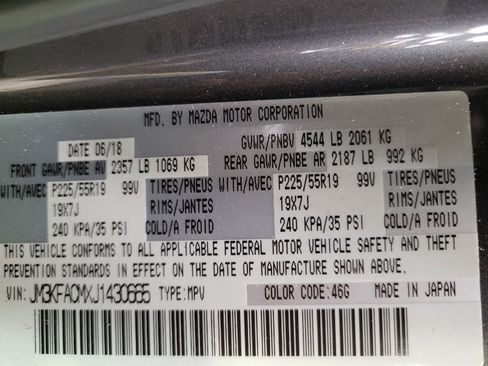 MFD. BY MAZDA MOTOR CORPORATION
DATE 06/18 GVWR/PNBV 4544 LB 2061 KG
FRONT GAWR/PNBE AV 2357 LB 1069 KG REAR GAWR/PNBE AR 2187 LB 992 KG
WITH/AVEC P225/55R19 99V TIRES/PNEUS WITH/AVEC P225/55R19 99V TIRES/PNEUS
19X7J RIMS/JANTES 19X7J RIMS/JANTES
240 KPA/35 PSI COLD/A FROID 240 KPA/35 PSI COLD/A FROID
THIS VEHICLE CONFORMS TO ALL APPLICABLE FEDERAL MOTOR VEHICLE SAFETY AND THEFT
PREVENTION STANDARDS IN EFFECT ON THE DATE OF MANUFACTURE SHOWN ABOVE.
VIN: JM3KFACMXJ1430665 TYPE: MPV COLOR CODE: 46G MADE IN JAPAN